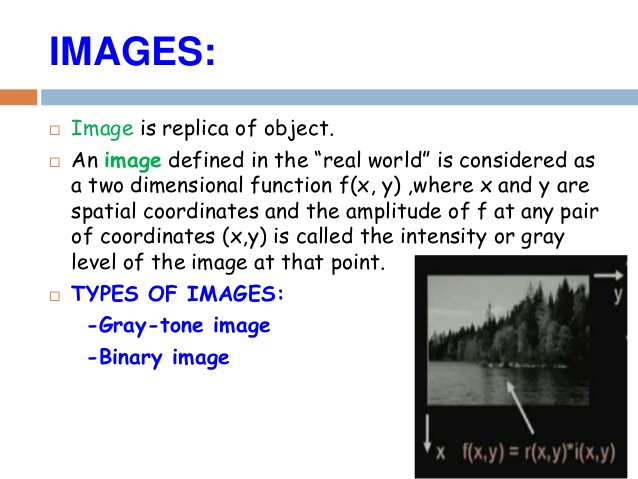 IMAGES:
Image is replica of object.
An image defined in the “real world” is considered as
a two dimensional function f(x, y) ,where x and y are
spatial coordinates and the amplitude of f at any pair
of coordinates (x,y) is called the intensity or gray
level of the image at that point.
TYPES OF IMAGES:
-Gray-tone image
-Binary image
y
x f(x,y) = r(x,y)*i(x,y)